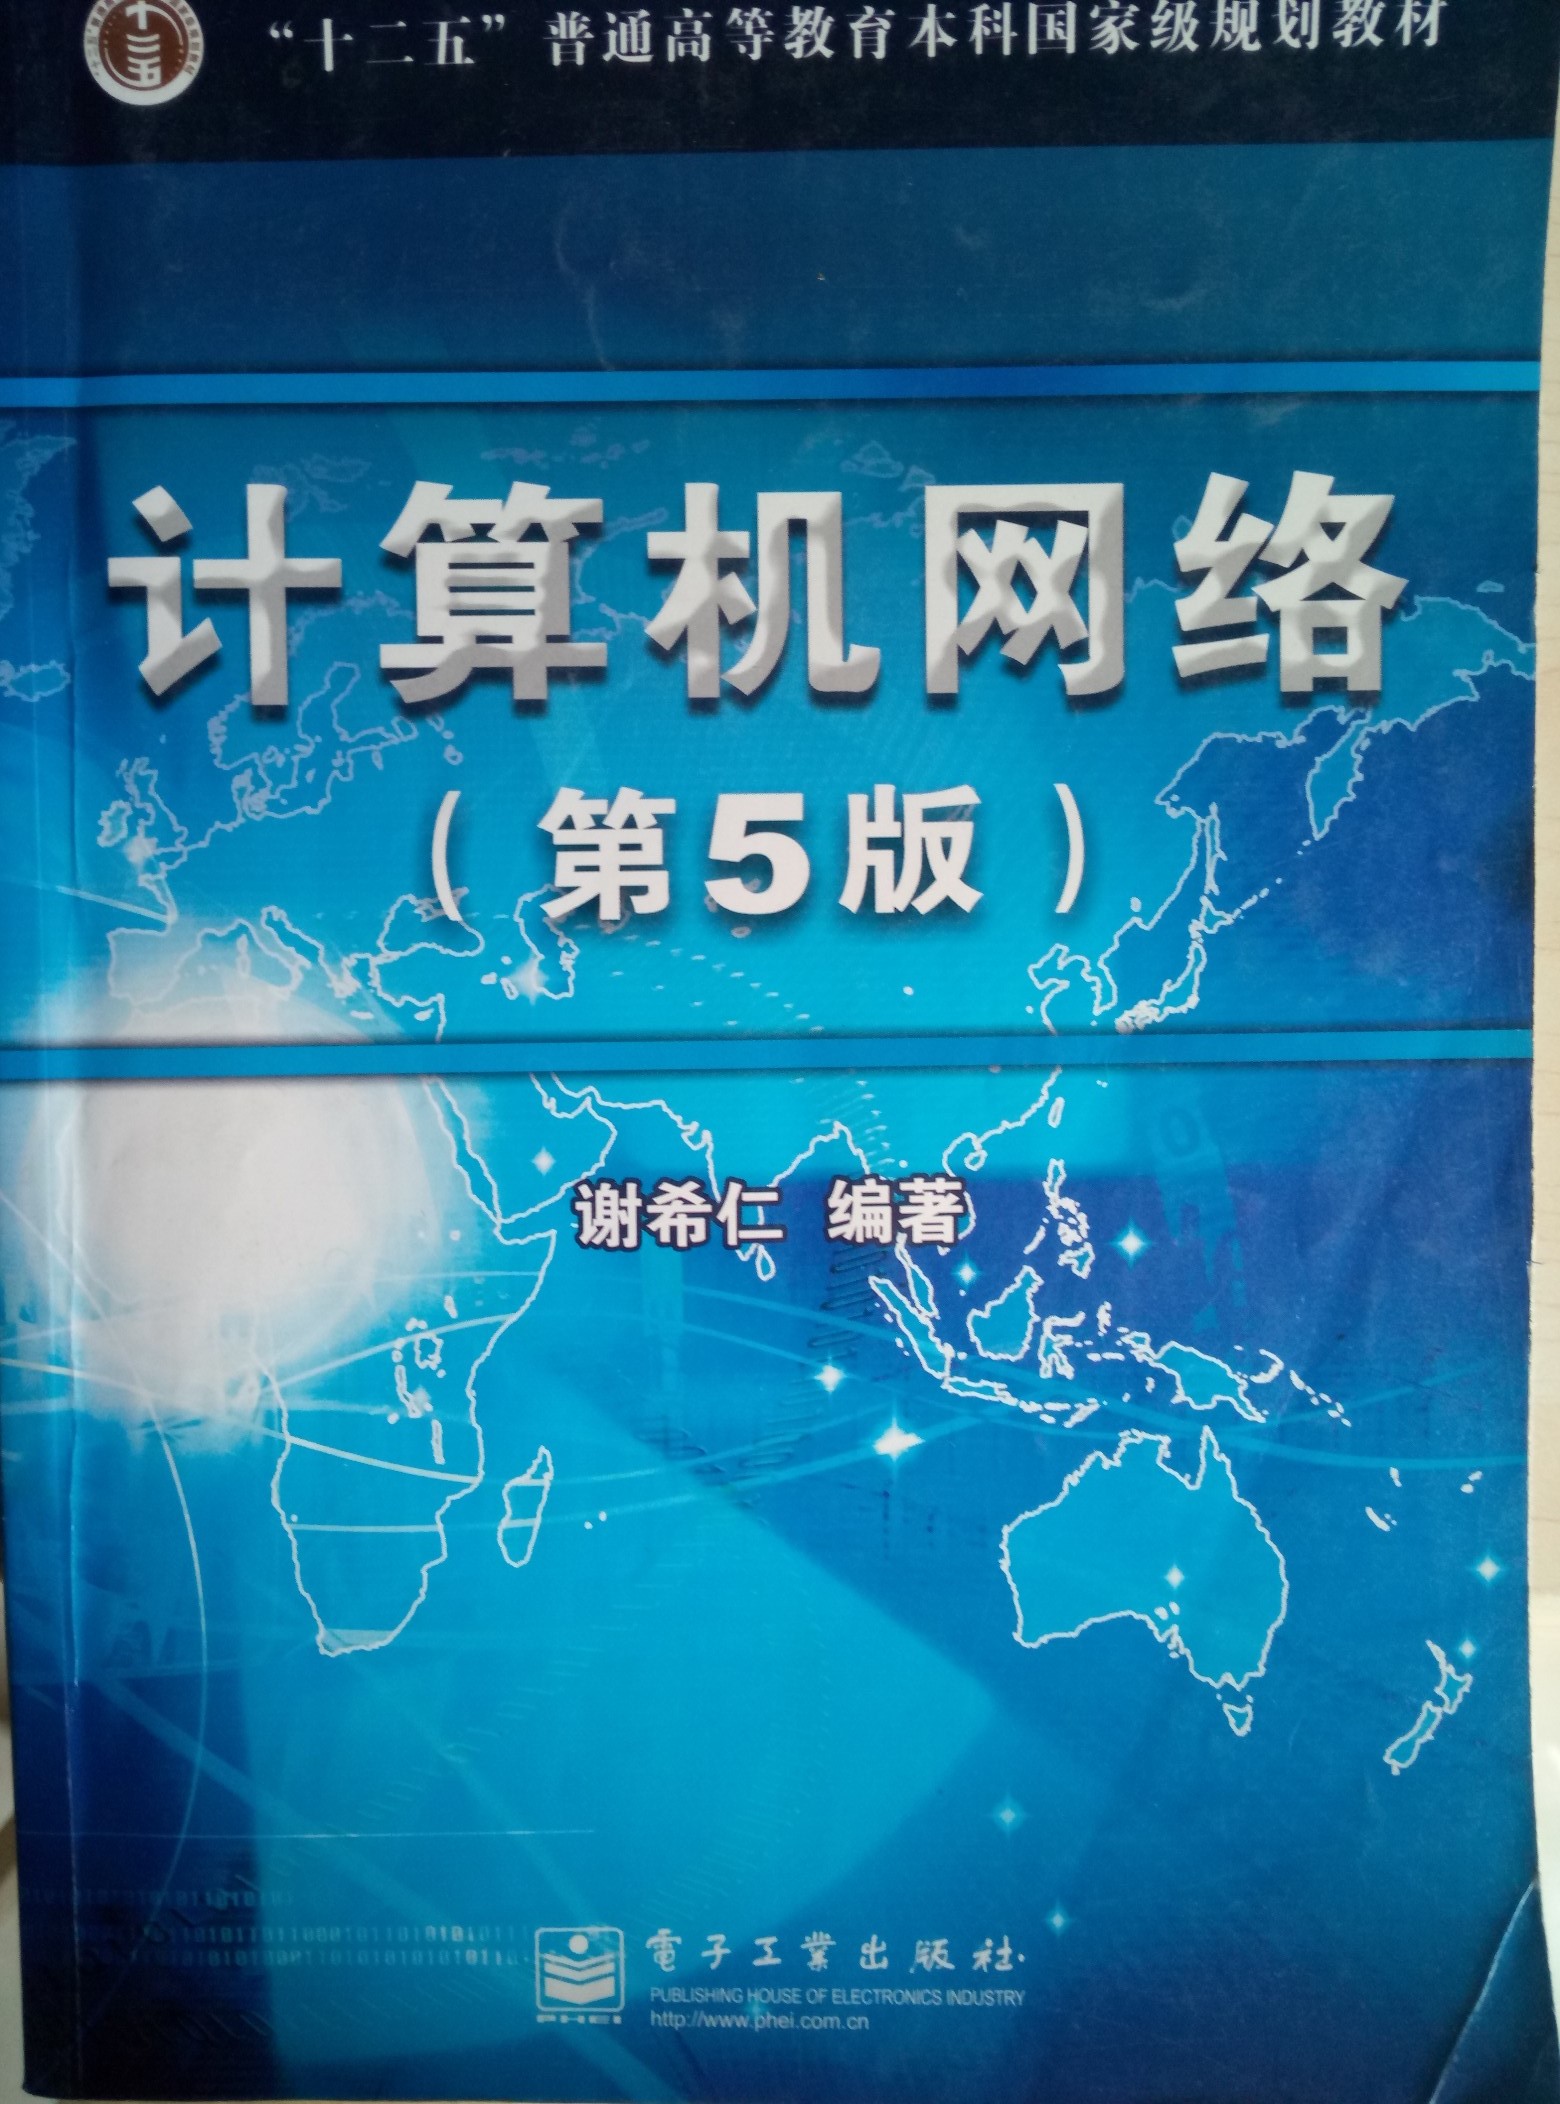 “十二五”普通高等教育本科国家级规划教材
计算机网络
（第5版）
谢希仁 编著
電子工業出版社.
PUBLISHING HOUSE OF ELECTRONICS INDUSTRY
http://www.phei.com.cn
PHEI